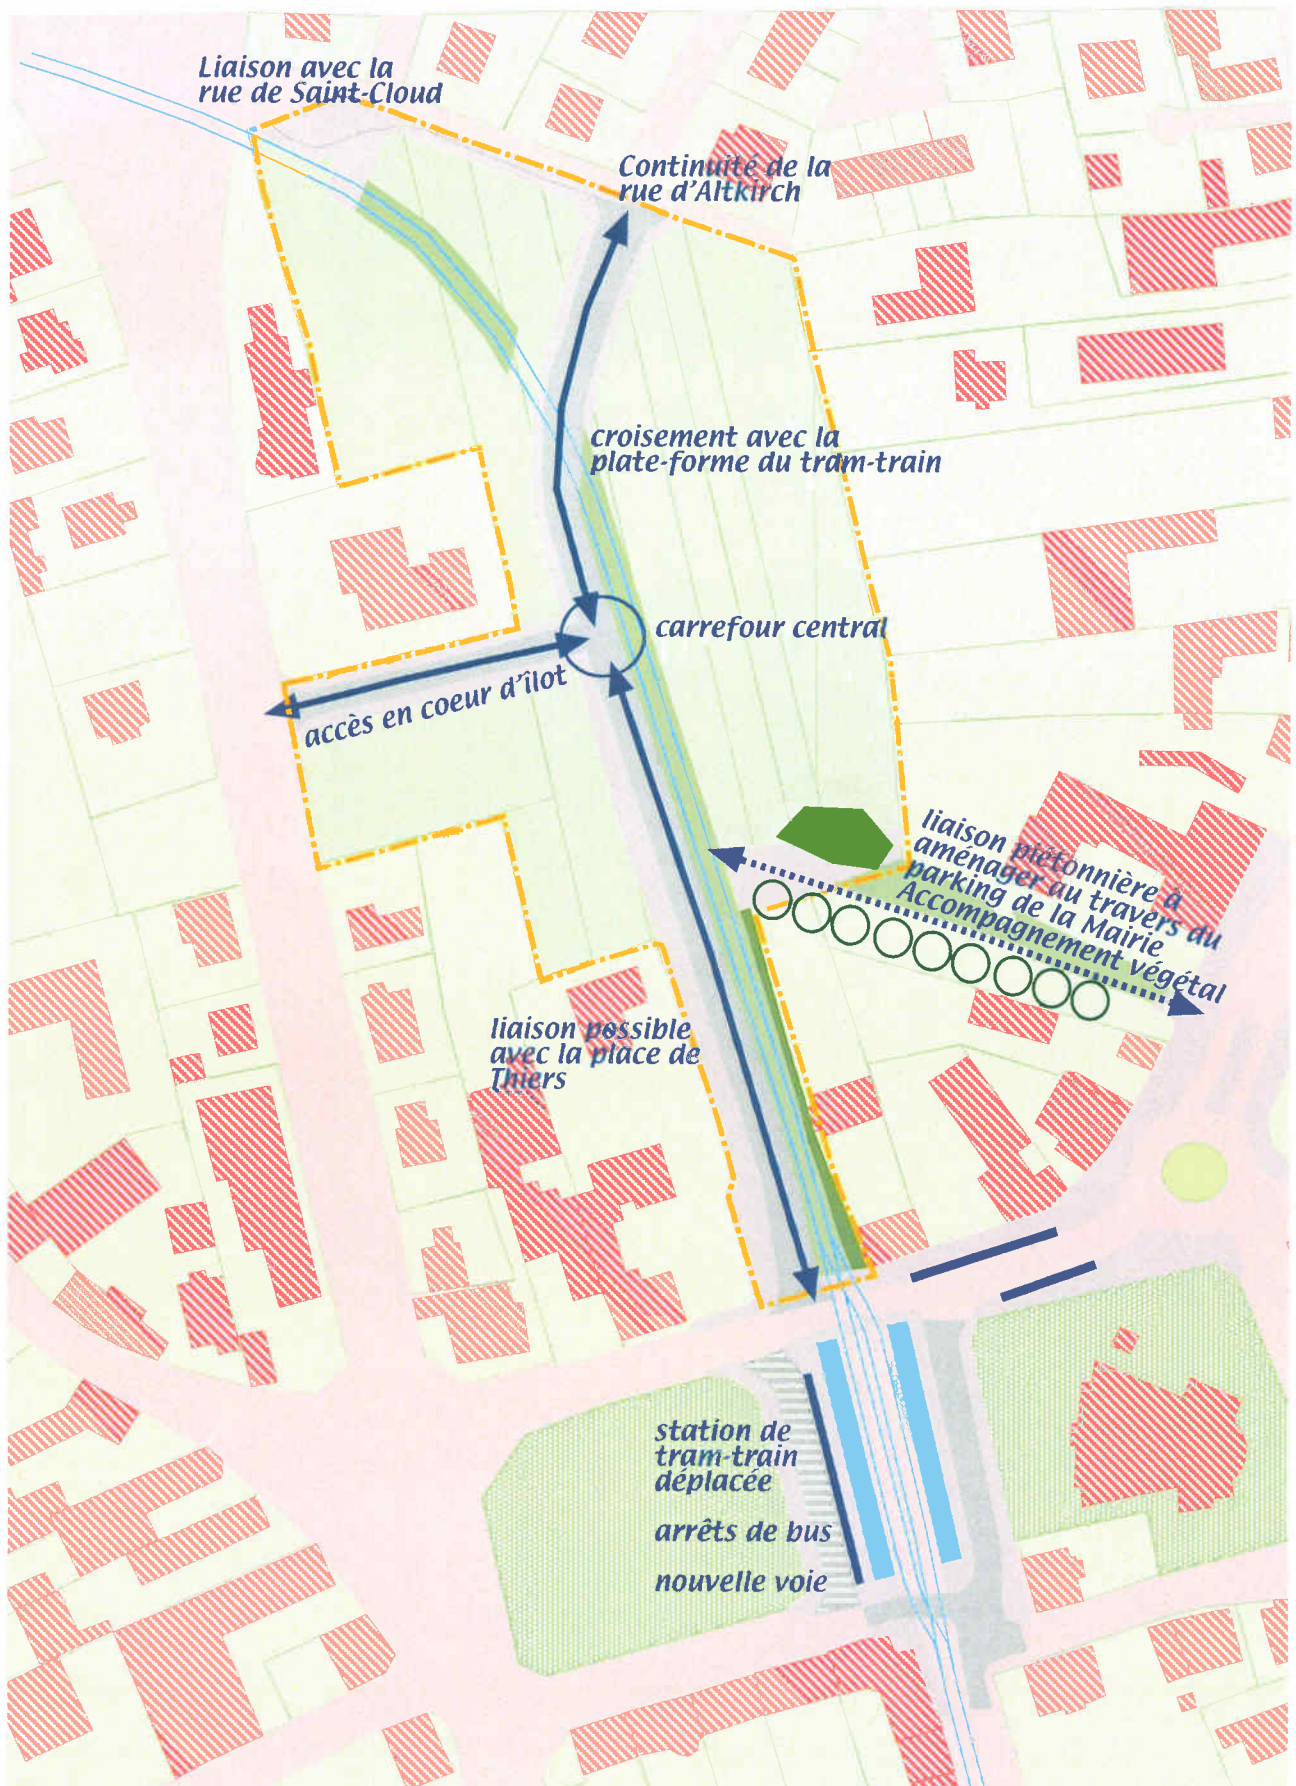 Liaison avec la
rue de Saint-Cloud
Continuité de la
rue d'Altkirch
croisement avec la
plate-forme du tram-train
carrefour central
accès en coeur d'îlot
liaison piétonnière à
aménager au travers du
parking de la Mairie
Accompagnement végétal
liaison possible
avec la place de
Thiers
station de
tram-train
déplacée
arrêts de bus
nouvelle voie